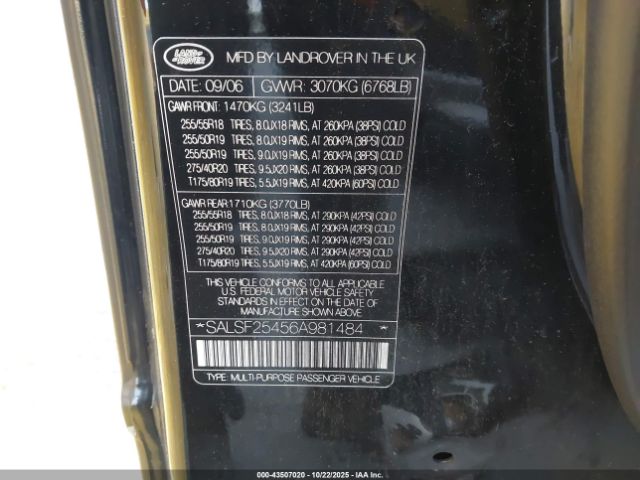 LAND ROVER MFD BY LANDROVER IN THE UK
DATE: 09/06 GVWR: 3070KG (6768LB)
GAWR FRONT: 1470KG (3241LB)
255/55R18 TIRES, 8.0JX18 RIMS, AT 260KPA (38PSI) COLD
255/50R19 TIRES, 8.0JX19 RIMS, AT 260KPA (38PSI) COLD
255/50R19 TIRES, 9.0JX19 RIMS, AT 260KPA (38PSI) COLD
275/40R20 TIRES, 9.5JX20 RIMS, AT 260KPA (38PSI) COLD
T175/80R19 TIRES, 5.5JX19 RIMS, AT 420KPA (60PSI) COLD
GAWR REAR: 1710KG (3770LB)
255/55R18 TIRES, 8.0JX18 RIMS, AT 290KPA (42PSI) COLD
255/50R19 TIRES, 8.0JX19 RIMS, AT 290KPA (42PSI) COLD
255/50R19 TIRES, 9.0JX19 RIMS, AT 290KPA (42PSI) COLD
275/40R20 TIRES, 9.5JX20 RIMS, AT 290KPA (42PSI) COLD
T175/80R19 TIRES, 5.5JX19 RIMS, AT 420KPA (60PSI) COLD
THIS VEHICLE CONFORMS TO ALL APPLICABLE
U.S. FEDERAL MOTOR VEHICLE SAFETY
STANDARDS IN EFFECT ON THE DATE OF
MANUFACTURE SHOWN ABOVE
*SALSF25456A981484 *
TYPE: MULTI-PURPOSE PASSENGER VEHICLE
000-43507020 - 10/22/2025 - IAAI.COM